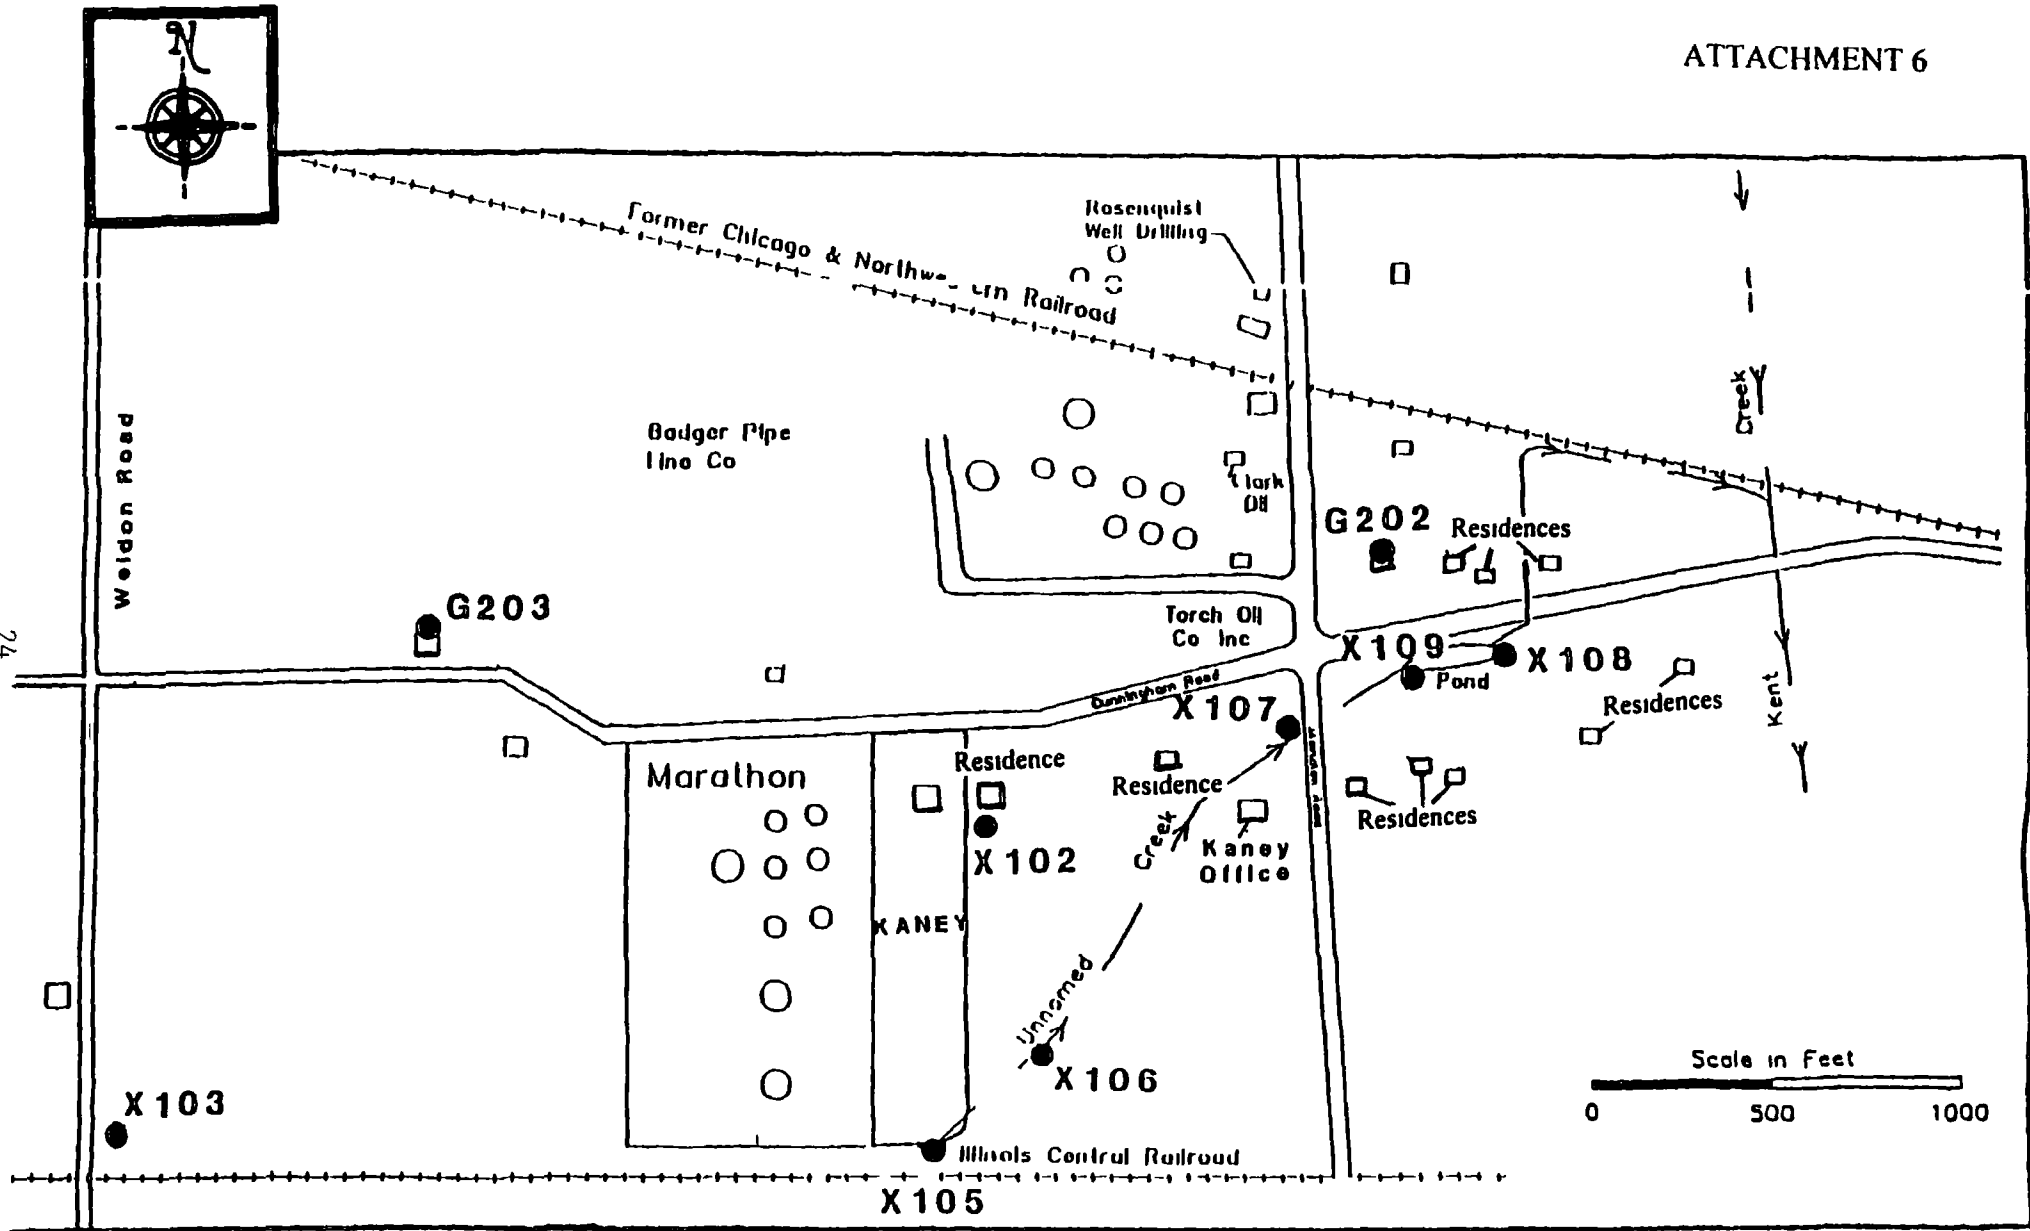 ATTACHMENT 6
N
Rosenquist
Well Drilling
Former Chicago & Northwe rn Railroad
Creek
Badger Pipe
Line Co
Weldon Road
Clark
Oil
G202
Residences
G203
Torch Oil
Co Inc
X109
X108
Pond
24
Cunningham Road
X107
Residences
Kent
Marathon
Residence
Residence
Residences
X102
Creek
Kaney
Office
KANEY
Unnamed
X106
Scale in Feet
0 500 1000
X103
Illinois Central Railroad
X105